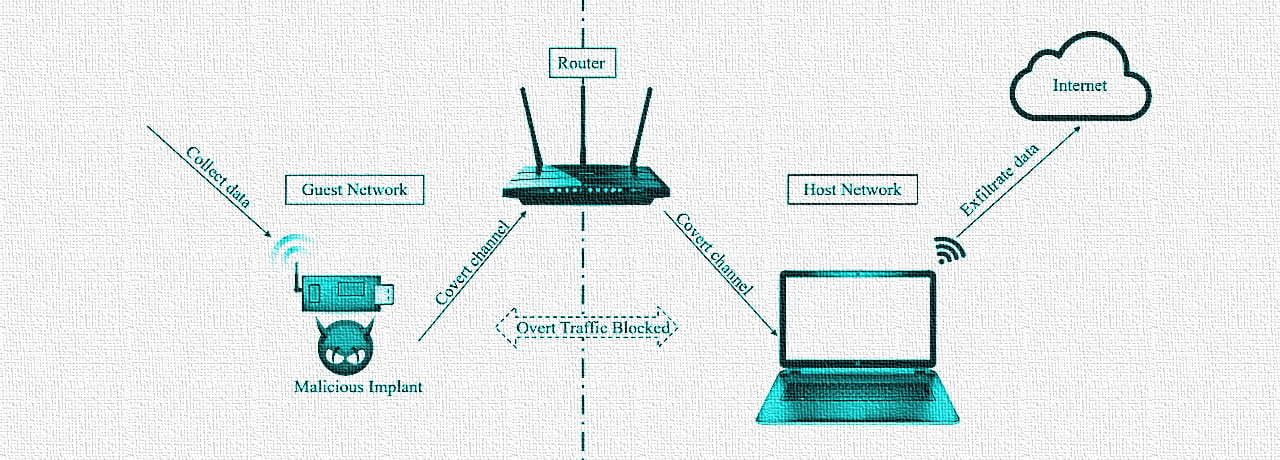 Router
Internet
Collect data
Guest Network
Host Network
Exfiltrate data
Covert channel
Covert channel
Overt Traffic Blocked
Malicious Implant